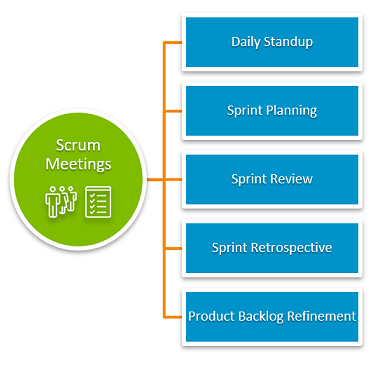 Scrum
Meetings
Daily Standup
Sprint Planning
Sprint Review
Sprint Retrospective
Product Backlog Refinement